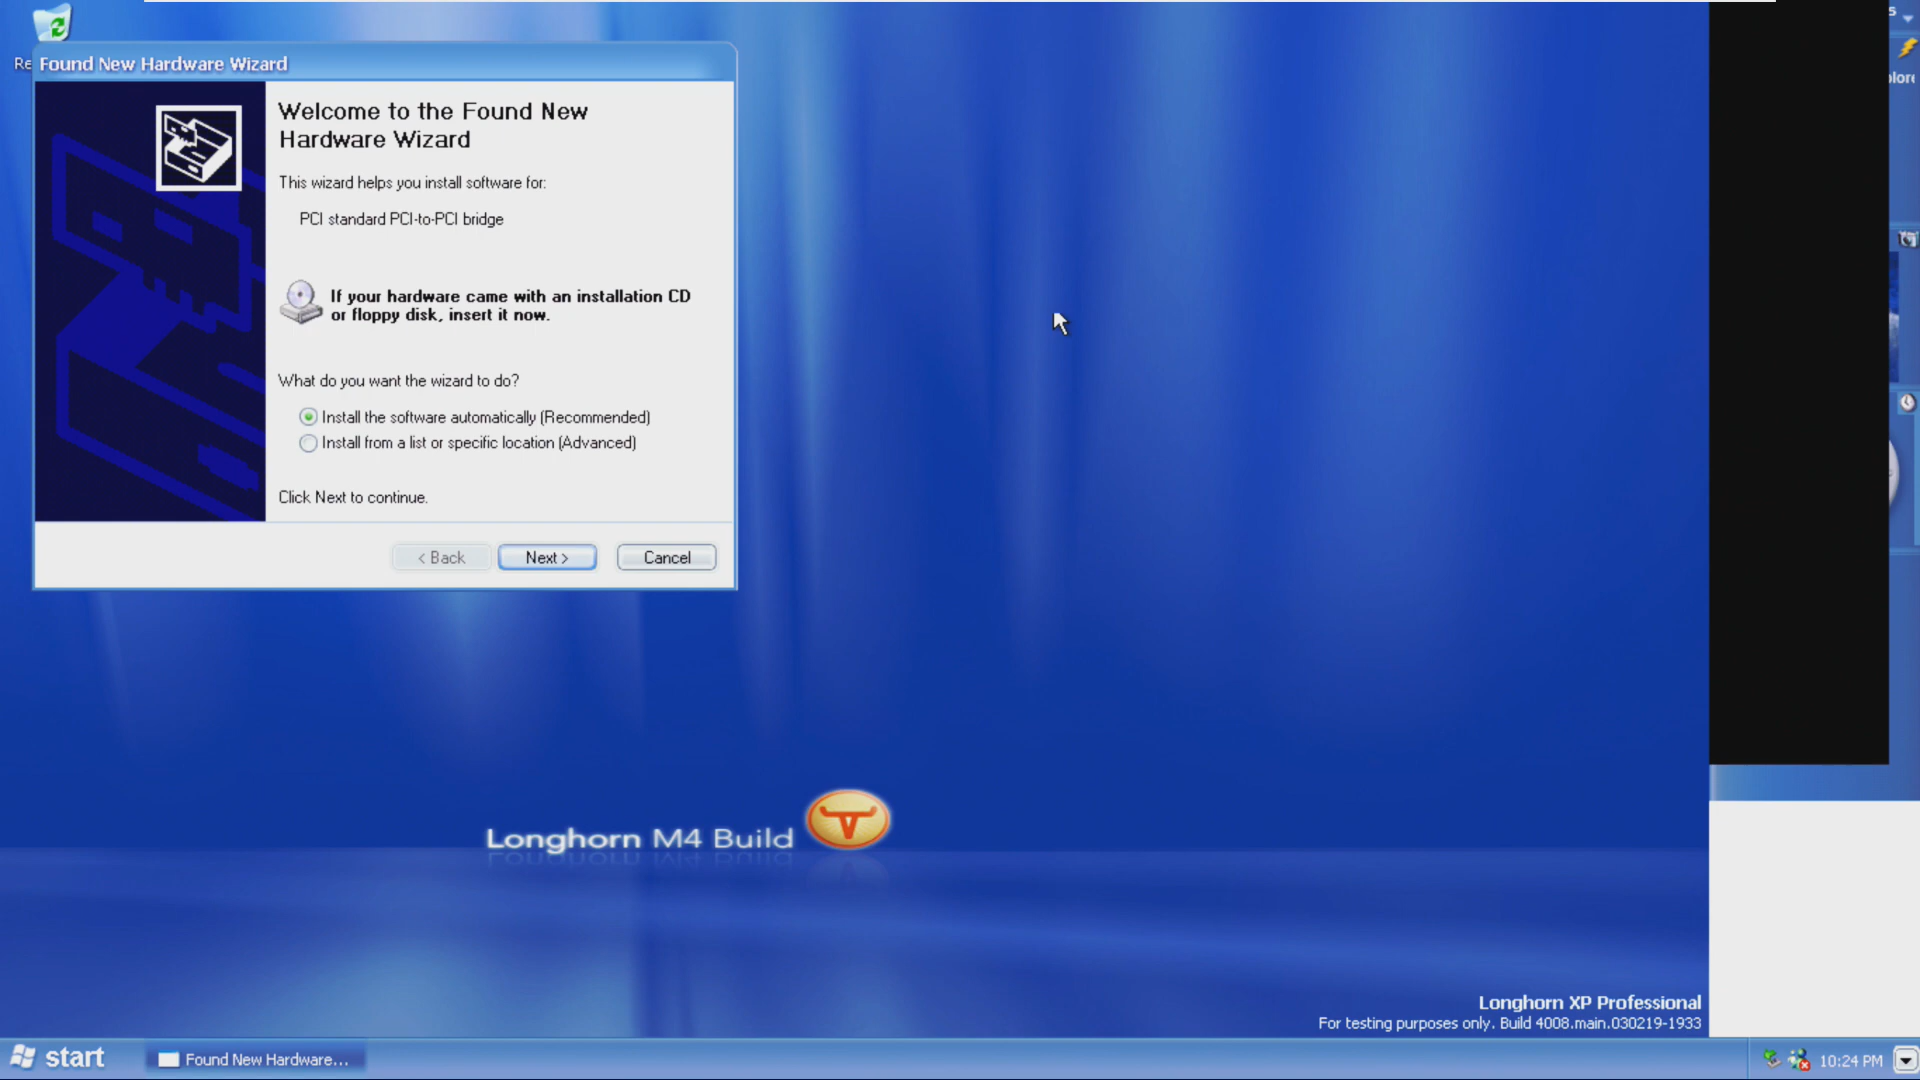 Re
Found New Hardware Wizard
Welcome to the Found New
Hardware Wizard
This wizard helps you install software for:
PCI standard PCI-to-PCI bridge
If your hardware came with an installation CD
or floppy disk, insert it now.
What do you want the wizard to do?
Install the software automatically (Recommended)
Install from a list or specific location (Advanced)
Click Next to continue.
< Back
Next >
Cancel
Longhorn M4 Build
Longhorn XP Professional
For testing purposes only. Build 4008.main.030219-1933
start
Found New Hardware...
10:24 PM